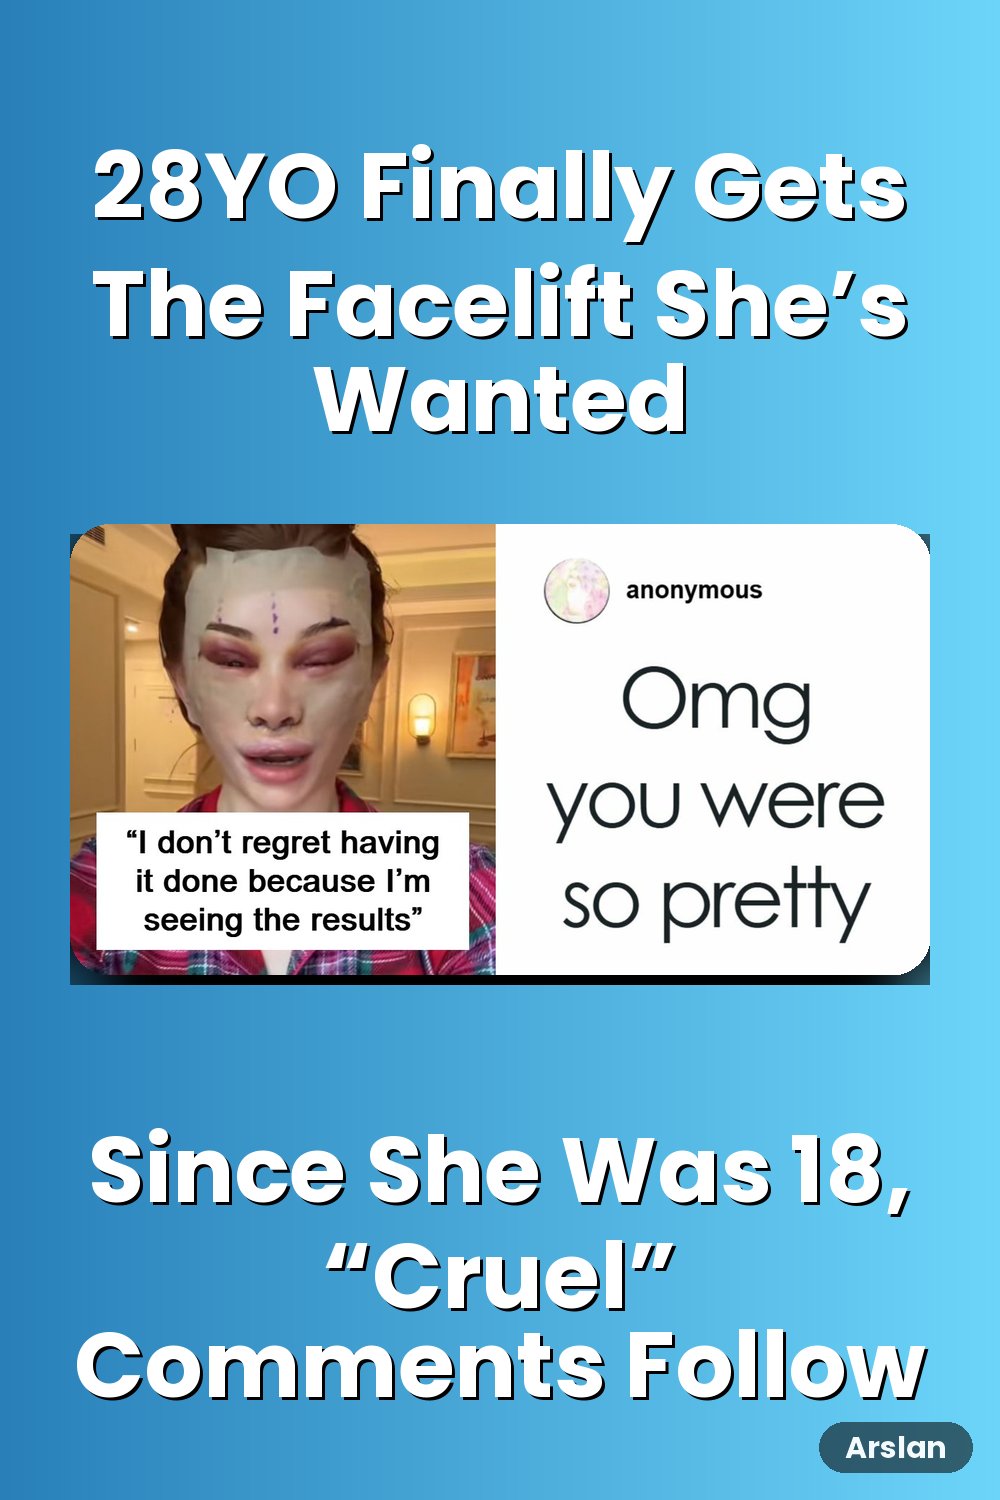 28YO Finally Gets
The Facelift She’s
Wanted
“I don’t regret having
it done because I’m
seeing the results”
anonymous
Omg
you were
so pretty
Since She Was 18,
“Cruel”
Comments Follow
Arslan